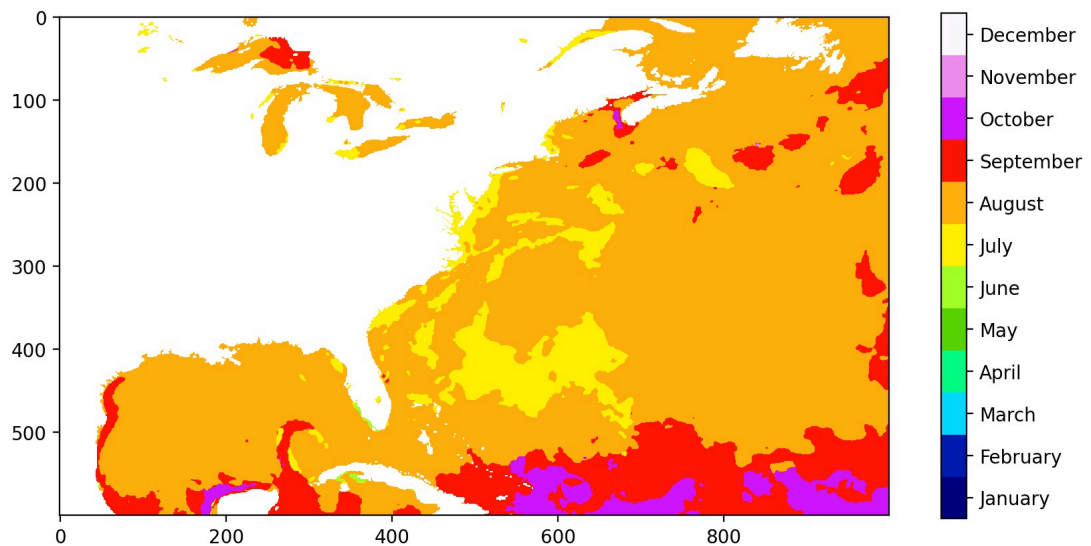 0
100
200
300
400
500
0
200
400
600
800
December
November
October
September
August
July
June
May
April
March
February
January